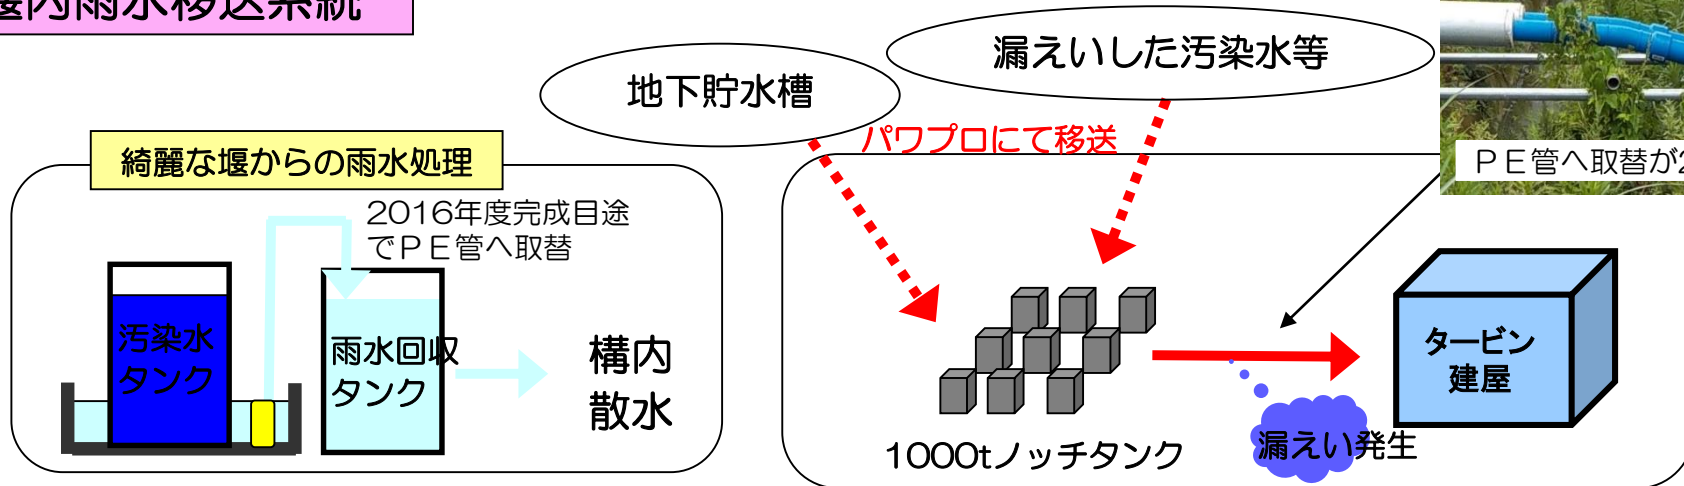 堰内雨水移送系統
漏えいした汚染水等
地下貯水槽
パワプロにて移送
綺麗な堰からの雨水処理
ＰＥ管へ取替が2
2016年度完成目途
でＰＥ管へ取替
汚染水
タンク
雨水回収
タンク
構内
散水
タービン
建屋
1000tノッチタンク
漏えい発生